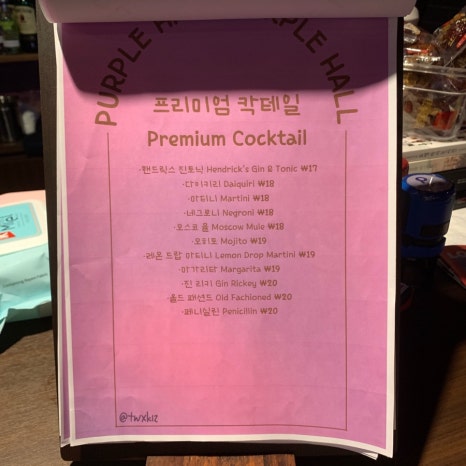 PURPLE HALL PURPLE HALL
프리미엄 칵테일
Premium Cocktail
·핸드릭스 진토닉 Hendrick's Gin & Tonic ₩17
·다이키리 Daiquiri ₩18
·마티니 Martini ₩18
·네그로니 Negroni ₩18
·모스코 뮬 Moscow Mule ₩18
·모히토 Mojito ₩19
·레몬 드랍 마티니 Lemon Drop Martini ₩19
·마가리타 Margarita ₩19
·진 리키 Gin Rickey ₩20
·올드 패션드 Old Fachioned ₩20
·페니실린 Penicillin ₩20
@twxkiz